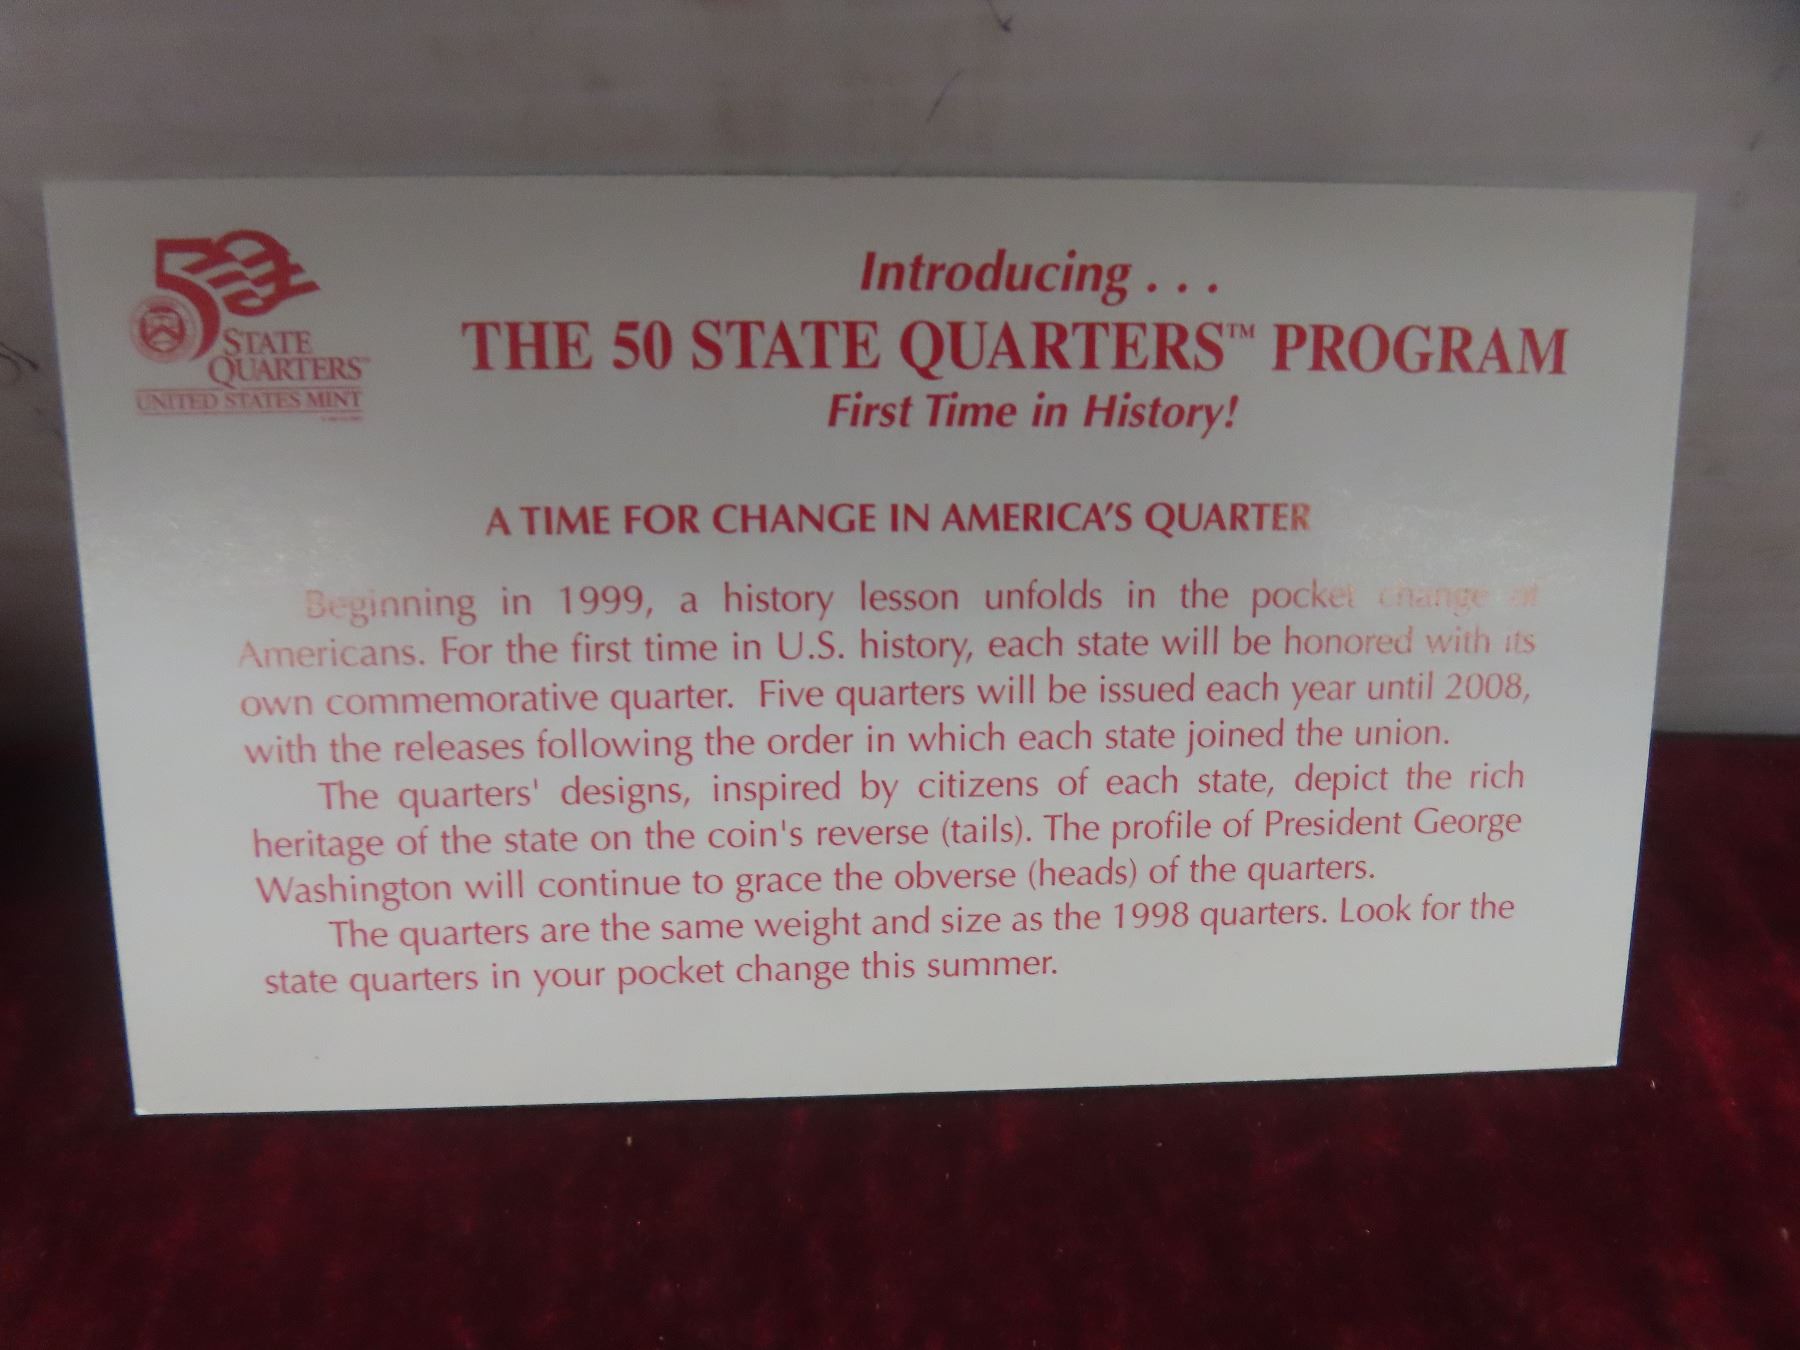 50
STATE
QUARTERS™
UNITED STATES MINT
Introducing . . .
THE 50 STATE QUARTERS™ PROGRAM
First Time in History!
A TIME FOR CHANGE IN AMERICA'S QUARTER
Beginning in 1999, a history lesson unfolds in the pocket change of
Americans. For the first time in U.S. history, each state will be honored with its
own commemorative quarter. Five quarters will be issued each year until 2008,
with the releases following the order in which each state joined the union.
The quarters' designs, inspired by citizens of each state, depict the rich
heritage of the state on the coin's reverse (tails). The profile of President George
Washington will continue to grace the obverse (heads) of the quarters.
The quarters are the same weight and size as the 1998 quarters. Look for the
state quarters in your pocket change this summer.